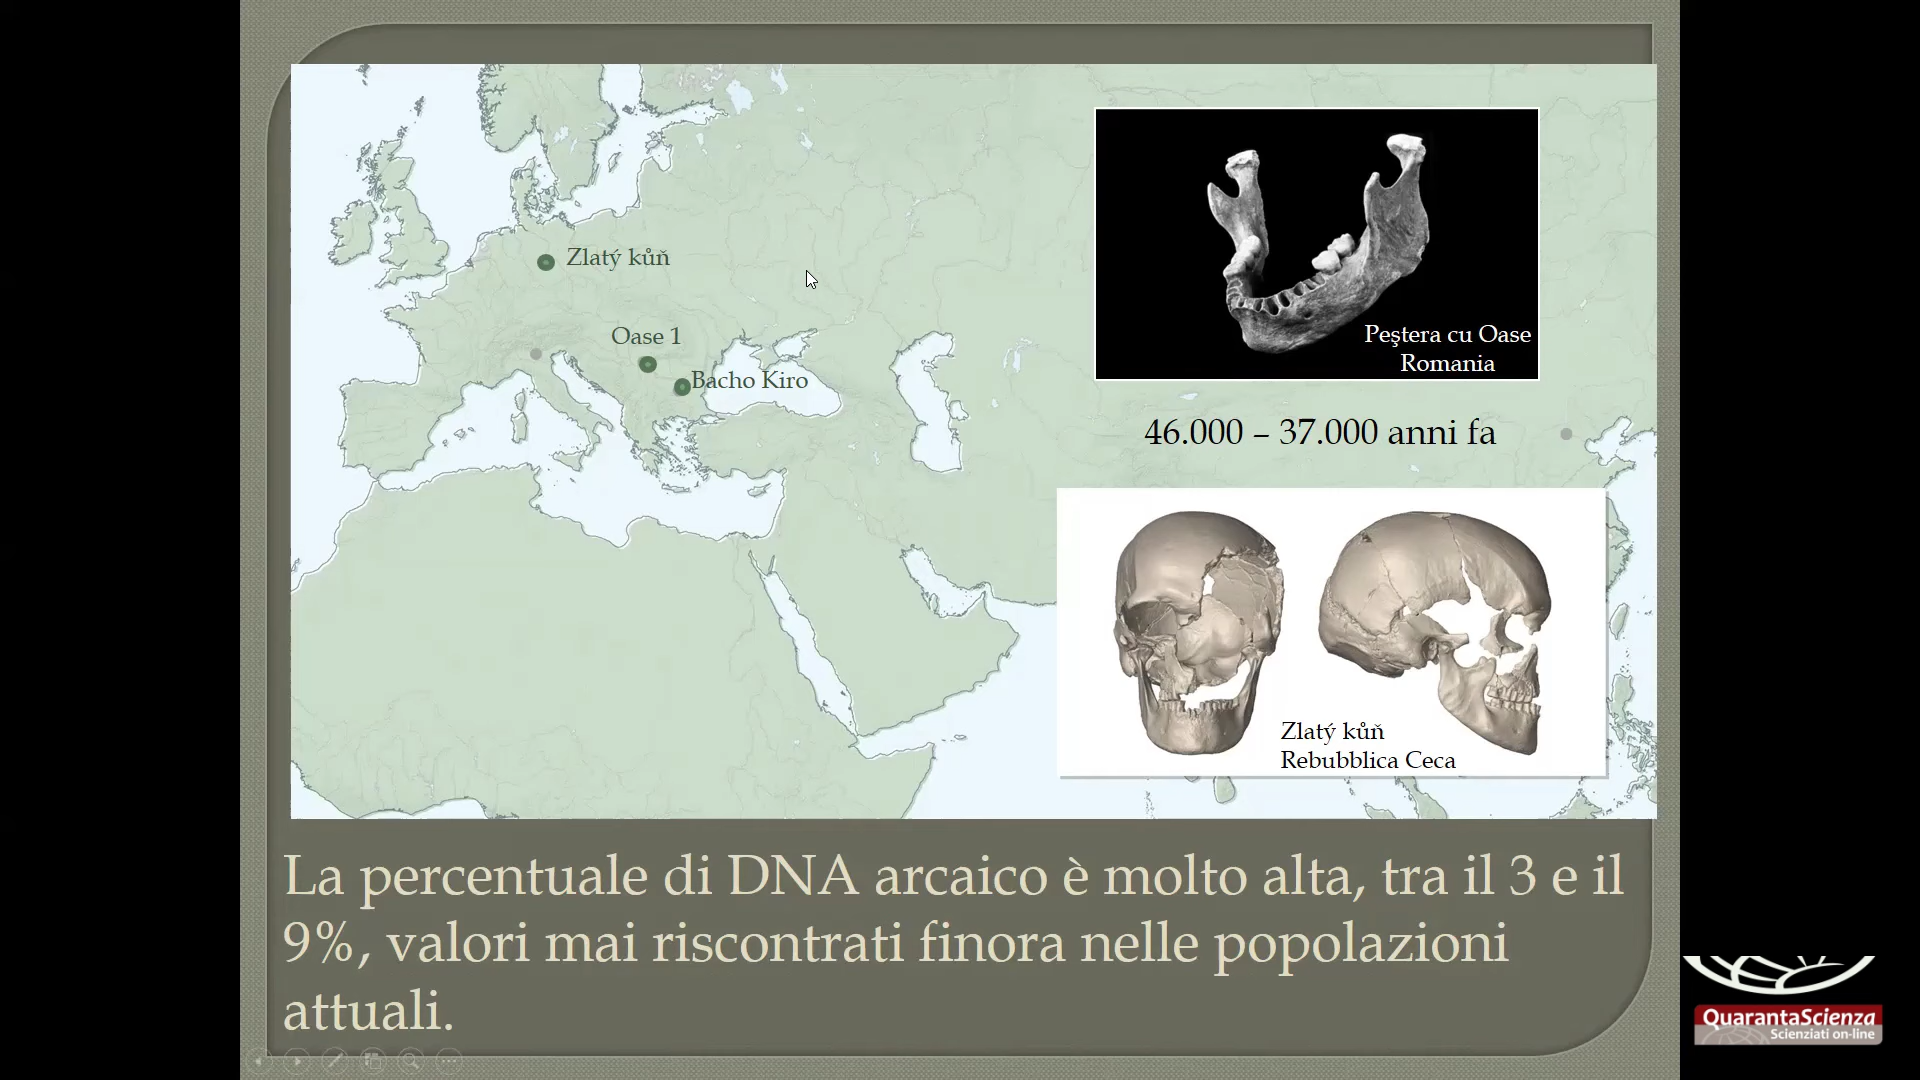 Zlatý kůň
Oase 1
Bacho Kiro
Peştera cu Oase
Romania
46.000 – 37.000 anni fa
Zlatý kůň
Rebubblica Ceca
La percentuale di DNA arcaico è molto alta, tra il 3 e il
9%, valori mai riscontrati finora nelle popolazioni
attuali.
QuarantaScienza
Scienziati on-line